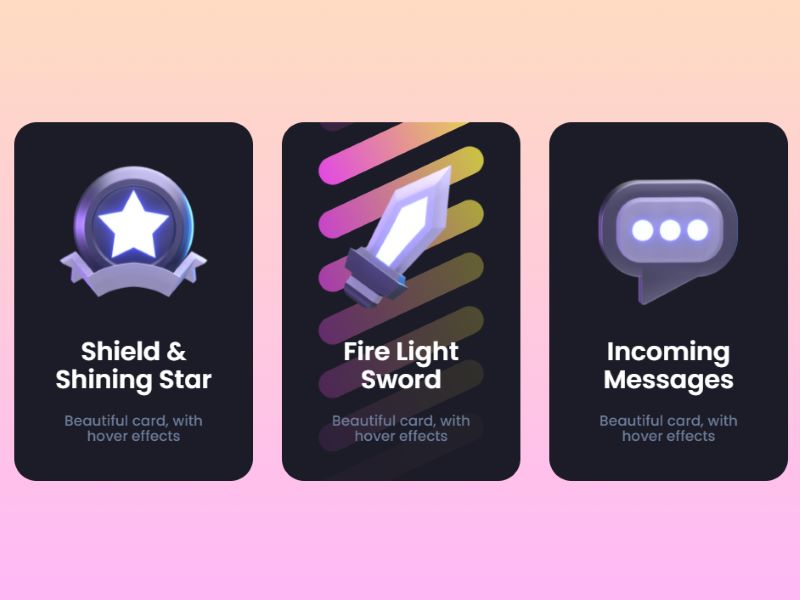 Shield &
Shining Star
Beautiful card, with
hover effects
Fire Light
Sword
Beautiful card, with
hover effects
Incoming
Messages
Beautiful card, with
hover effects